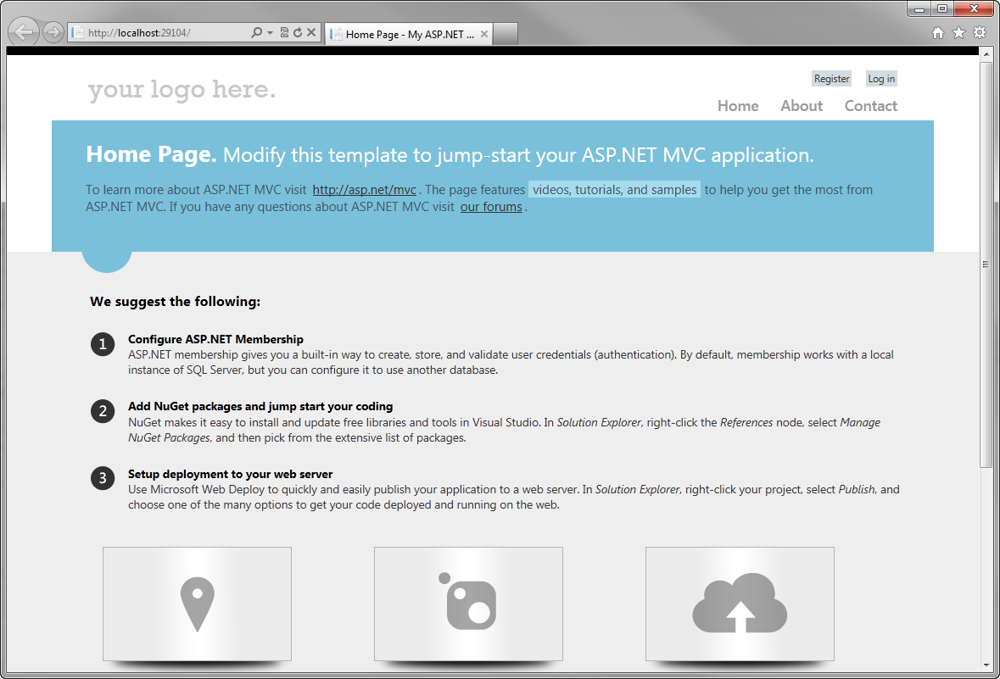 http://localhost:29104/
Home Page - My ASP.NET ...
your logo here.
Register Log in
Home About Contact
Home Page. Modify this template to jump-start your ASP.NET MVC application.
To learn more about ASP.NET MVC visit http://asp.net/mvc. The page features videos, tutorials, and samples to help you get the most from
ASP.NET MVC. If you have any questions about ASP.NET MVC visit our forums.
We suggest the following:
1 Configure ASP.NET Membership
ASP.NET membership gives you a built-in way to create, store, and validate user credentials (authentication). By default, membership works with a local
instance of SQL Server, but you can configure it to use another database.
2 Add NuGet packages and jump start your coding
NuGet makes it easy to install and update free libraries and tools in Visual Studio. In Solution Explorer, right-click the References node, select Manage
NuGet Packages, and then pick from the extensive list of packages.
3 Setup deployment to your web server
Use Microsoft Web Deploy to quickly and easily publish your application to a web server. In Solution Explorer, right-click your project, select Publish, and
choose one of the many options to get your code deployed and running on the web.